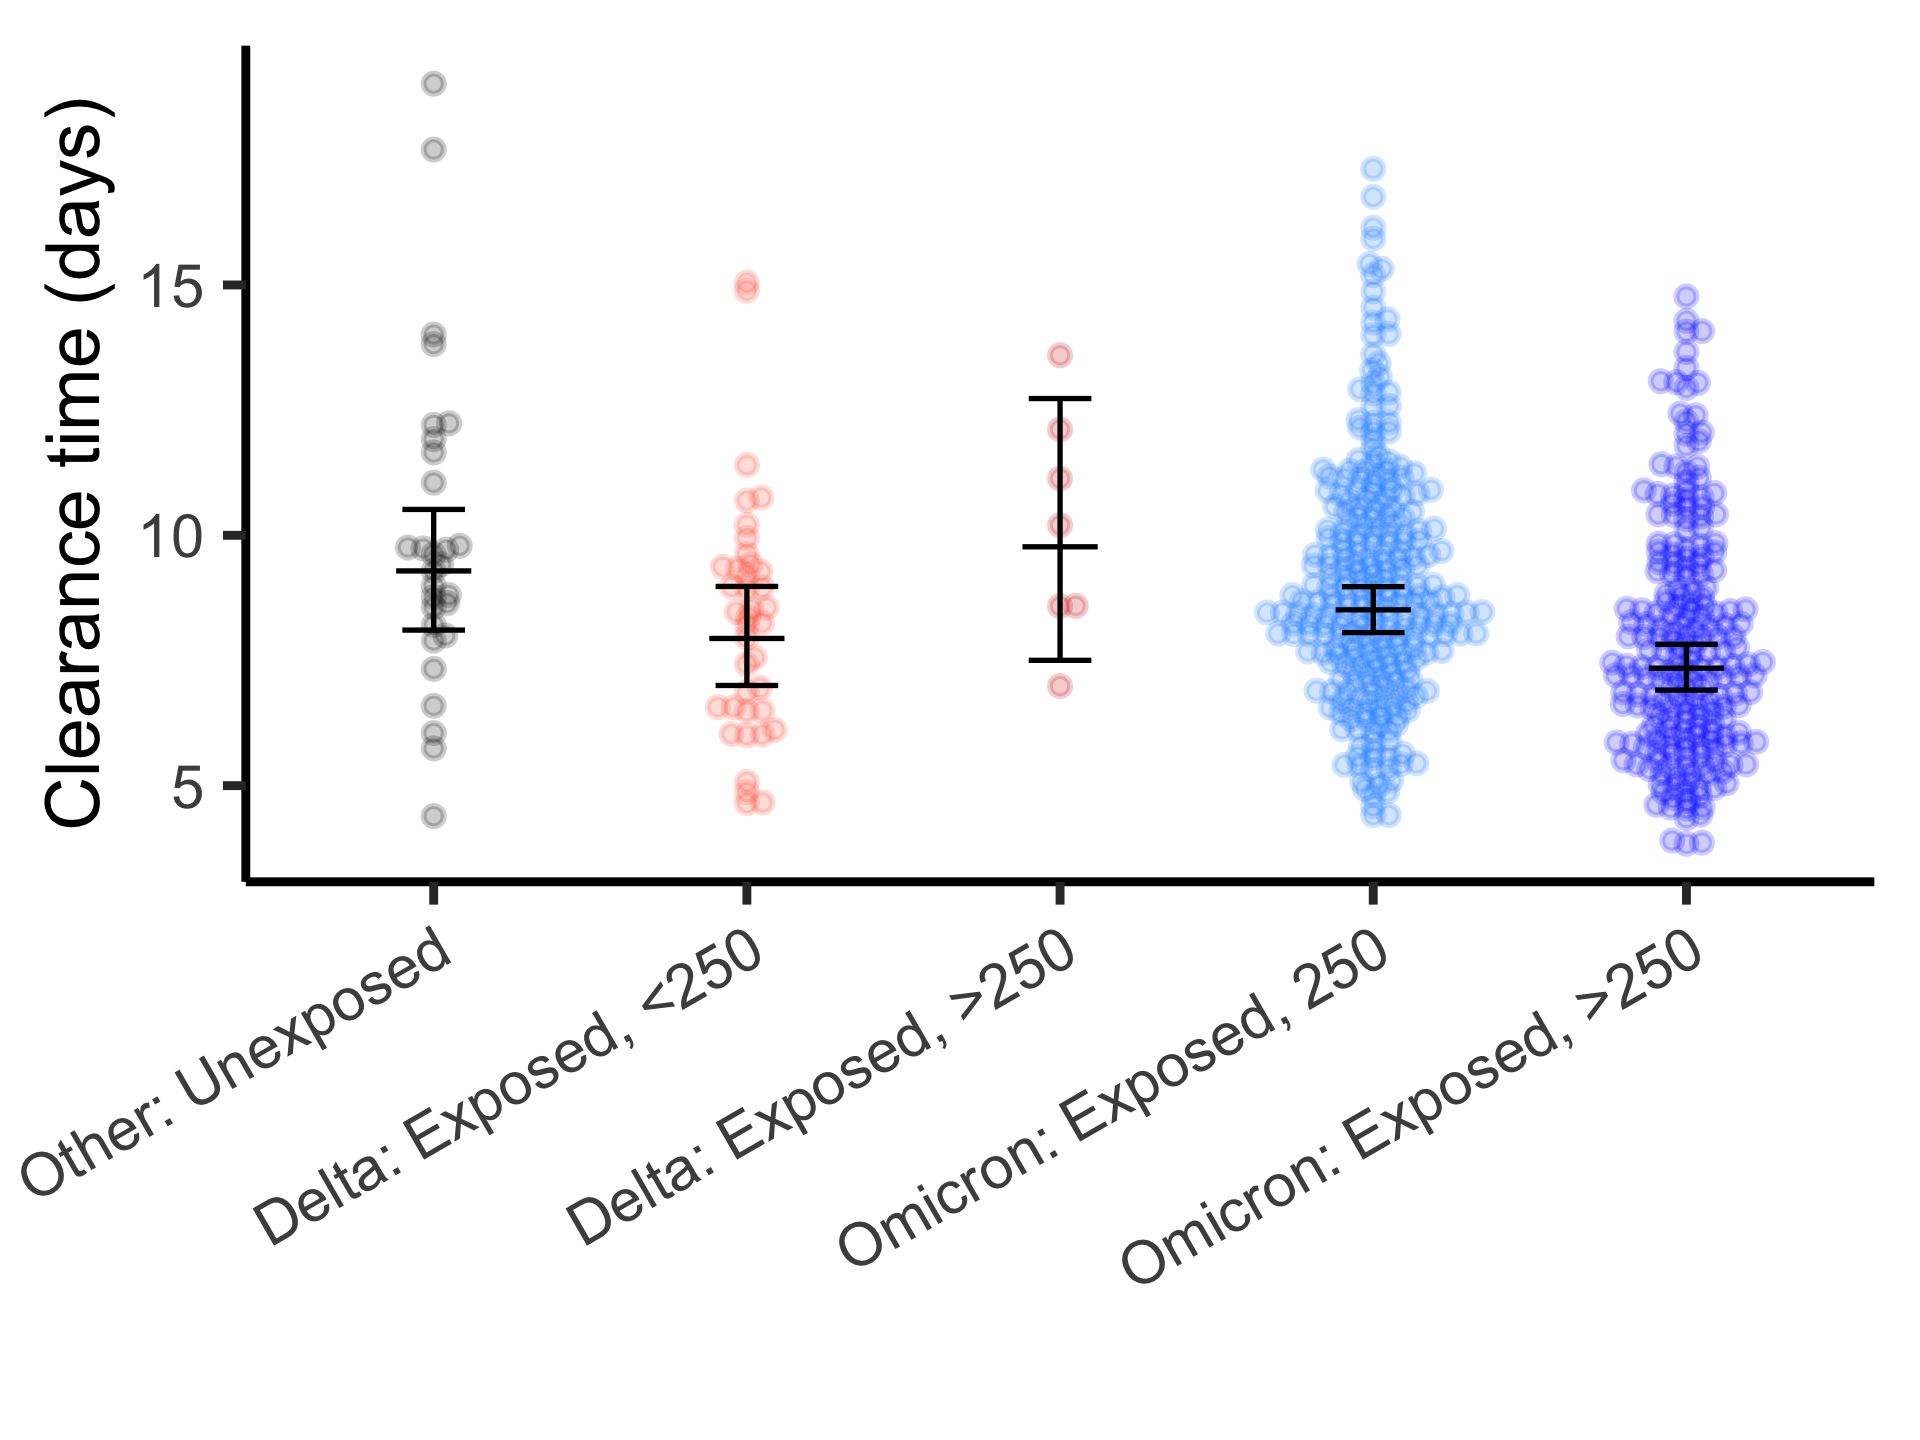 Clearance time (days)
15
10
5
Other: Unexposed
Delta: Exposed, <250
Delta: Exposed, >250
Omicron: Exposed, 250
Omicron: Exposed, >250